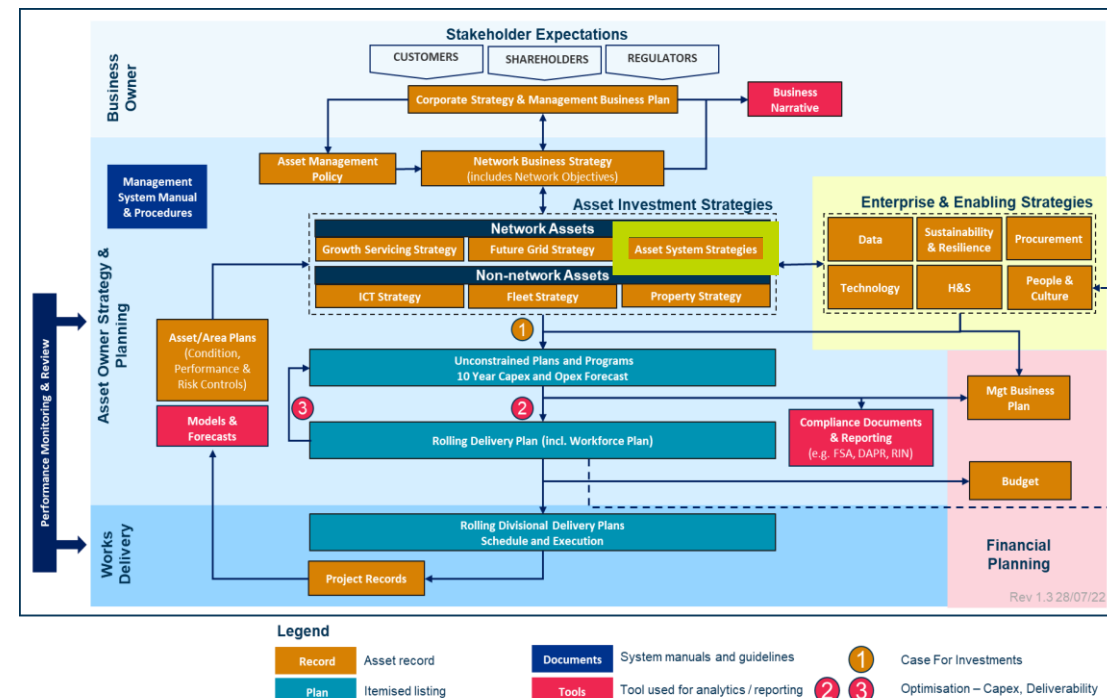 Stakeholder Expectations
CUSTOMERS
SHAREHOLDERS
REGULATORS
Business
Owner
Corporate Strategy & Management Business Plan
Business
Narrative
Asset Management
Policy
Network Business Strategy
(includes Network Objectives)
Management
System Manual
& Procedures
Asset Investment Strategies
Network Assets
Growth Servicing Strategy
Future Grid Strategy
Asset System Strategies
Non-network Assets
ICT Strategy
Fleet Strategy
Property Strategy
Enterprise & Enabling Strategies
Data
Sustainability
& Resilience
Procurement
Technology
H&S
People &
Culture
Performance Monitoring & Review
Asset Owner Strategy &
Planning
Asset/Area Plans
(Condition,
Performance &
Risk Controls)
Models &
Forecasts
1
Unconstrained Plans and Programs
10 Year Capex and Opex Forecast
3
2
Rolling Delivery Plan (incl. Workforce Plan)
Compliance Documents
& Reporting
(e.g. FSA, DAPR, RIN)
Mgt Business
Plan
Budget
Works
Delivery
Rolling Divisional Delivery Plans
Schedule and Execution
Project Records
Financial
Planning
Rev 1.3 28/07/22
Legend
Record
Asset record
Documents
System manuals and guidelines
1
Case For Investments
Plan
Itemised listing
Tools
Tool used for analytics / reporting
2
3
Optimisation – Capex, Deliverability